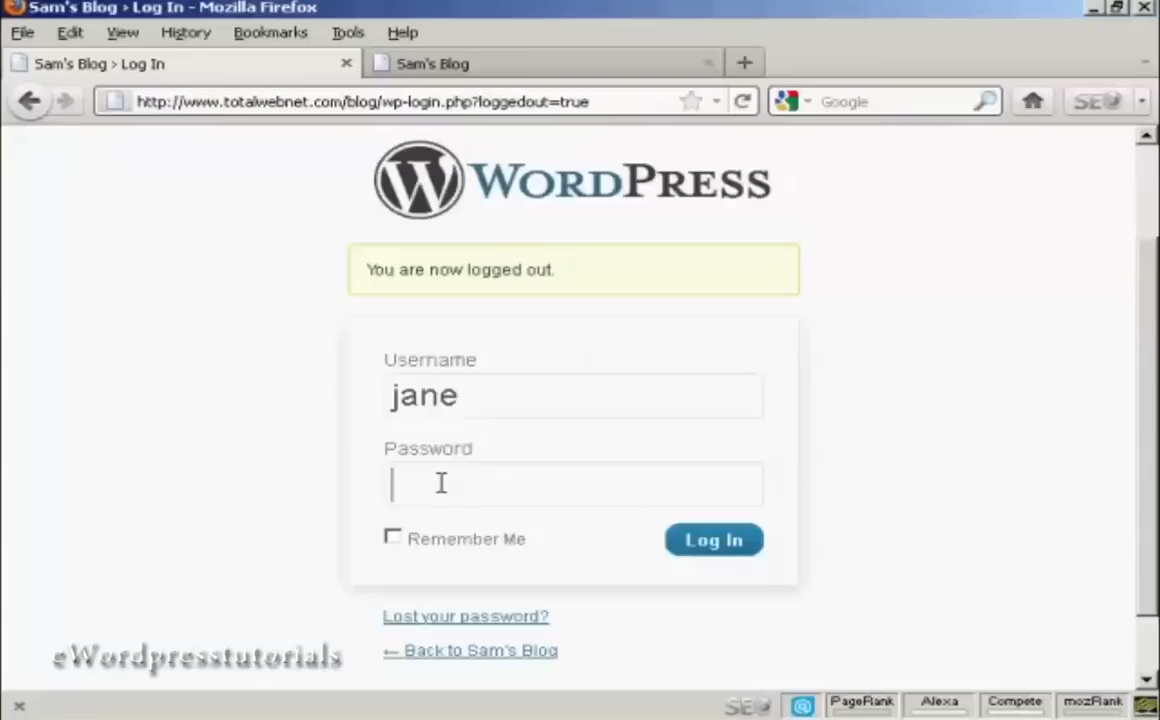 Sam's Blog › Log In - Mozilla Firefox
File Edit View History Bookmarks Tools Help
Sam's Blog › Log In Sam's Blog
http://www.totalwebnet.com/blog/wp-login.php?loggedout=true Google SEO
WORDPRESS
You are now logged out.
Username
jane
Password
Remember Me Log In
Lost your password?
← Back to Sam's Blog
eWordpresstutorials
SEO PageRank Alexa Compete mozRank